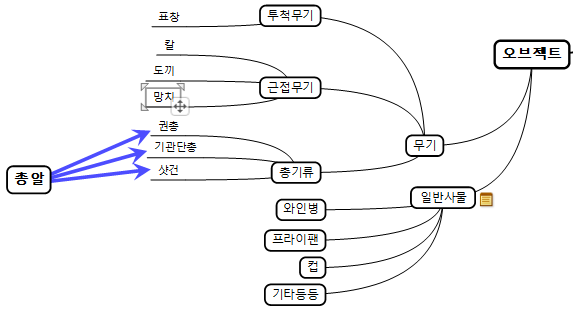 오브젝트
무기
투척무기
표창
근접무기
칼
도끼
망치
총기류
권총
기관단총
샷건
총알
일반사물
와인병
프라이팬
컵
기타등등